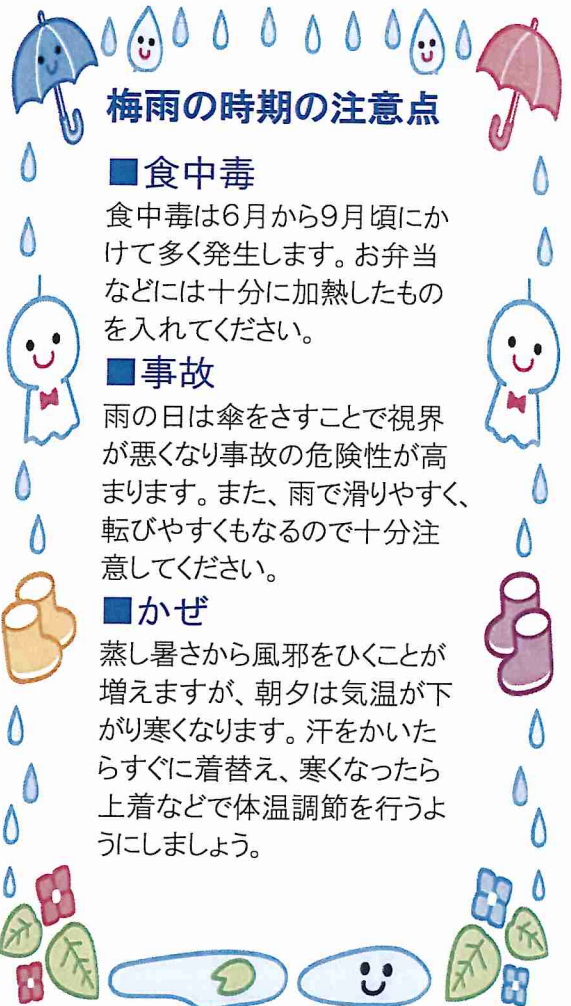 梅雨の時期の注意点
■食中毒
食中毒は6月から9月頃にか
けて多く発生します。お弁当
などには十分に加熱したもの
を入れてください。
■事故
雨の日は傘をさすことで視界
が悪くなり事故の危険性が高
まります。また、雨で滑りやすく、
転びやすくもなるので十分注
意してください。
■かぜ
蒸し暑さから風邪をひくことが
増えますが、朝夕は気温が下
がり寒くなります。汗をかいた
らすぐに着替え、寒くなったら
上着などで体温調節を行うよ
うにしましょう。